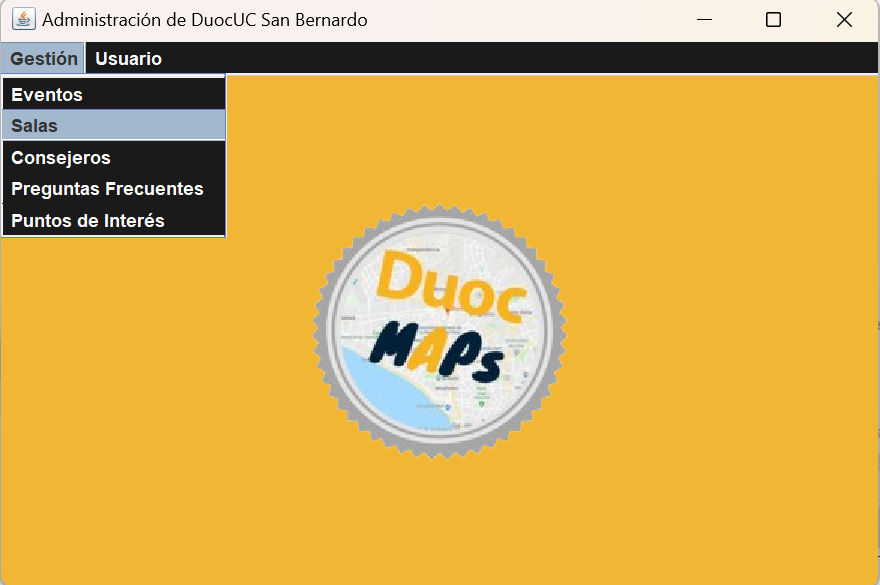 Administración de DuocUC San Bernardo
Gestión Usuario
Eventos
Salas
Consejeros
Preguntas Frecuentes
Puntos de Interés
Duoc
MAPs